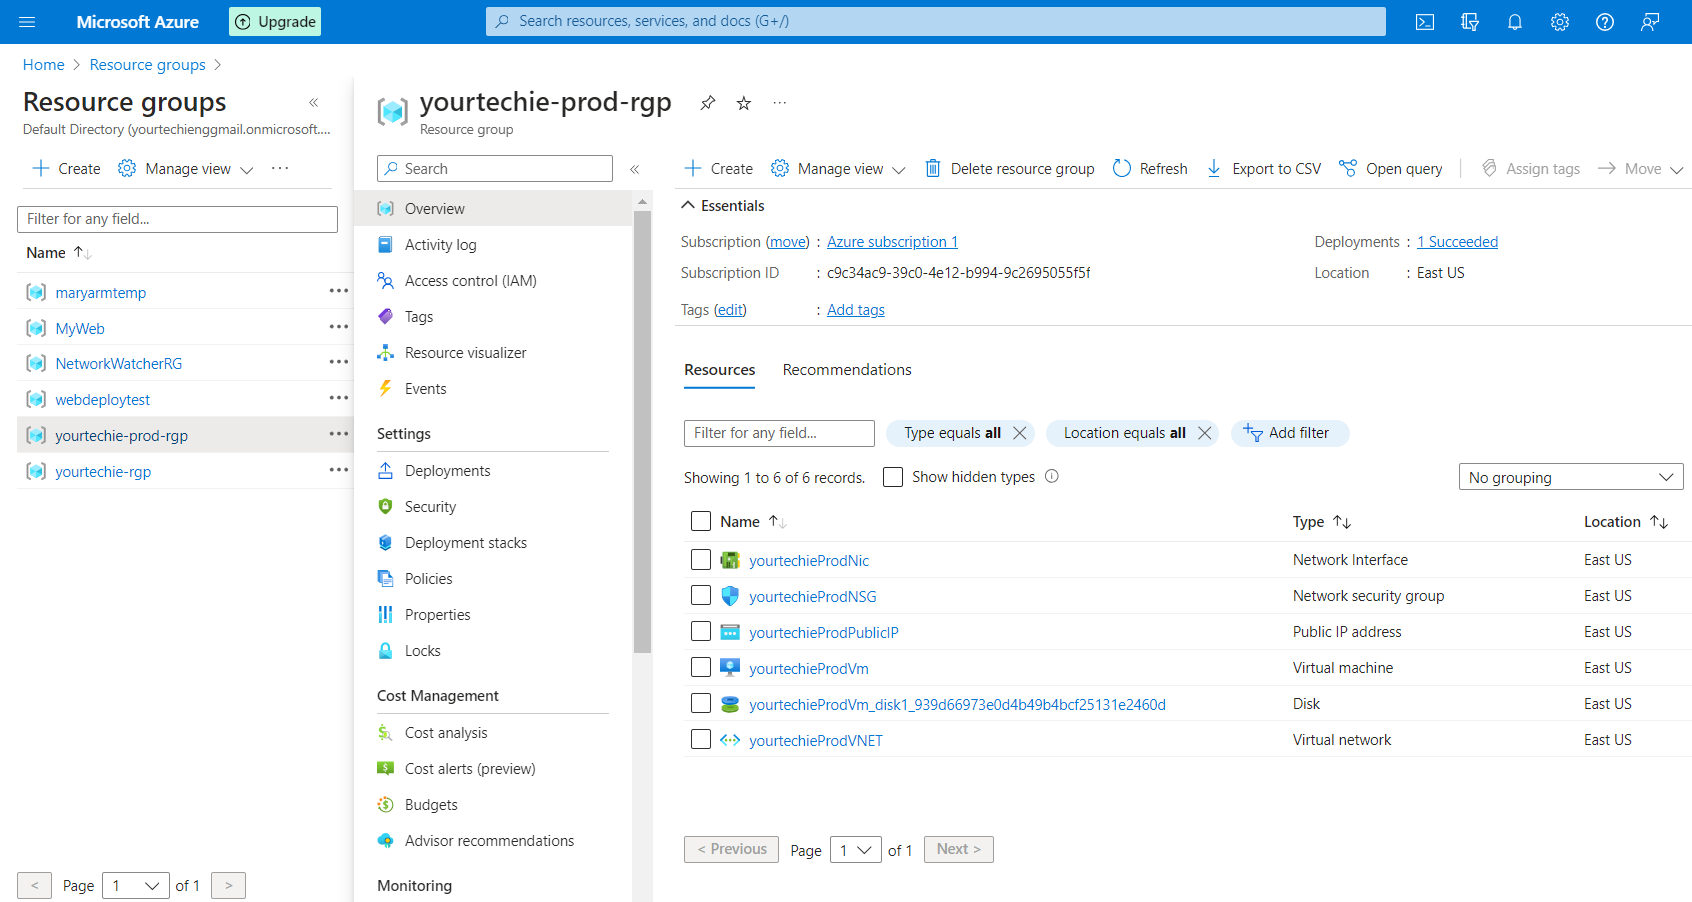 Microsoft Azure
Upgrade
Search resources, services, and docs (G+/)
Home > Resource groups >
Resource groups
Default Directory (yourtechienggmail.onmicrosoft....
Create
Manage view
Filter for any field...
Name
maryarmtemp
MyWeb
NetworkWatcherRG
webdeploytest
yourtechie-prod-rgp
yourtechie-rgp
< Page 1 of 1 >
yourtechie-prod-rgp
Resource group
Search
Overview
Activity log
Access control (IAM)
Tags
Resource visualizer
Events
Settings
Deployments
Security
Deployment stacks
Policies
Properties
Locks
Cost Management
Cost analysis
Cost alerts (preview)
Budgets
Advisor recommendations
Monitoring
Create Manage view Delete resource group Refresh Export to CSV Open query Assign tags Move
Essentials
Subscription (move) : Azure subscription 1
Subscription ID : c9c34ac9-39c0-4e12-b994-9c2695055f5f
Tags (edit) : Add tags
Deployments : 1 Succeeded
Location : East US
Resources Recommendations
Filter for any field... Type equals all Location equals all Add filter
Showing 1 to 6 of 6 records. Show hidden types No grouping
Name Type Location
yourtechieProdNic Network Interface East US
yourtechieProdNSG Network security group East US
yourtechieProdPublicIP Public IP address East US
yourtechieProdVm Virtual machine East US
yourtechieProdVm_disk1_939d66973e0d4b49b4bcf25131e2460d Disk East US
yourtechieProdVNET Virtual network East US
< Previous Page 1 of 1 Next >